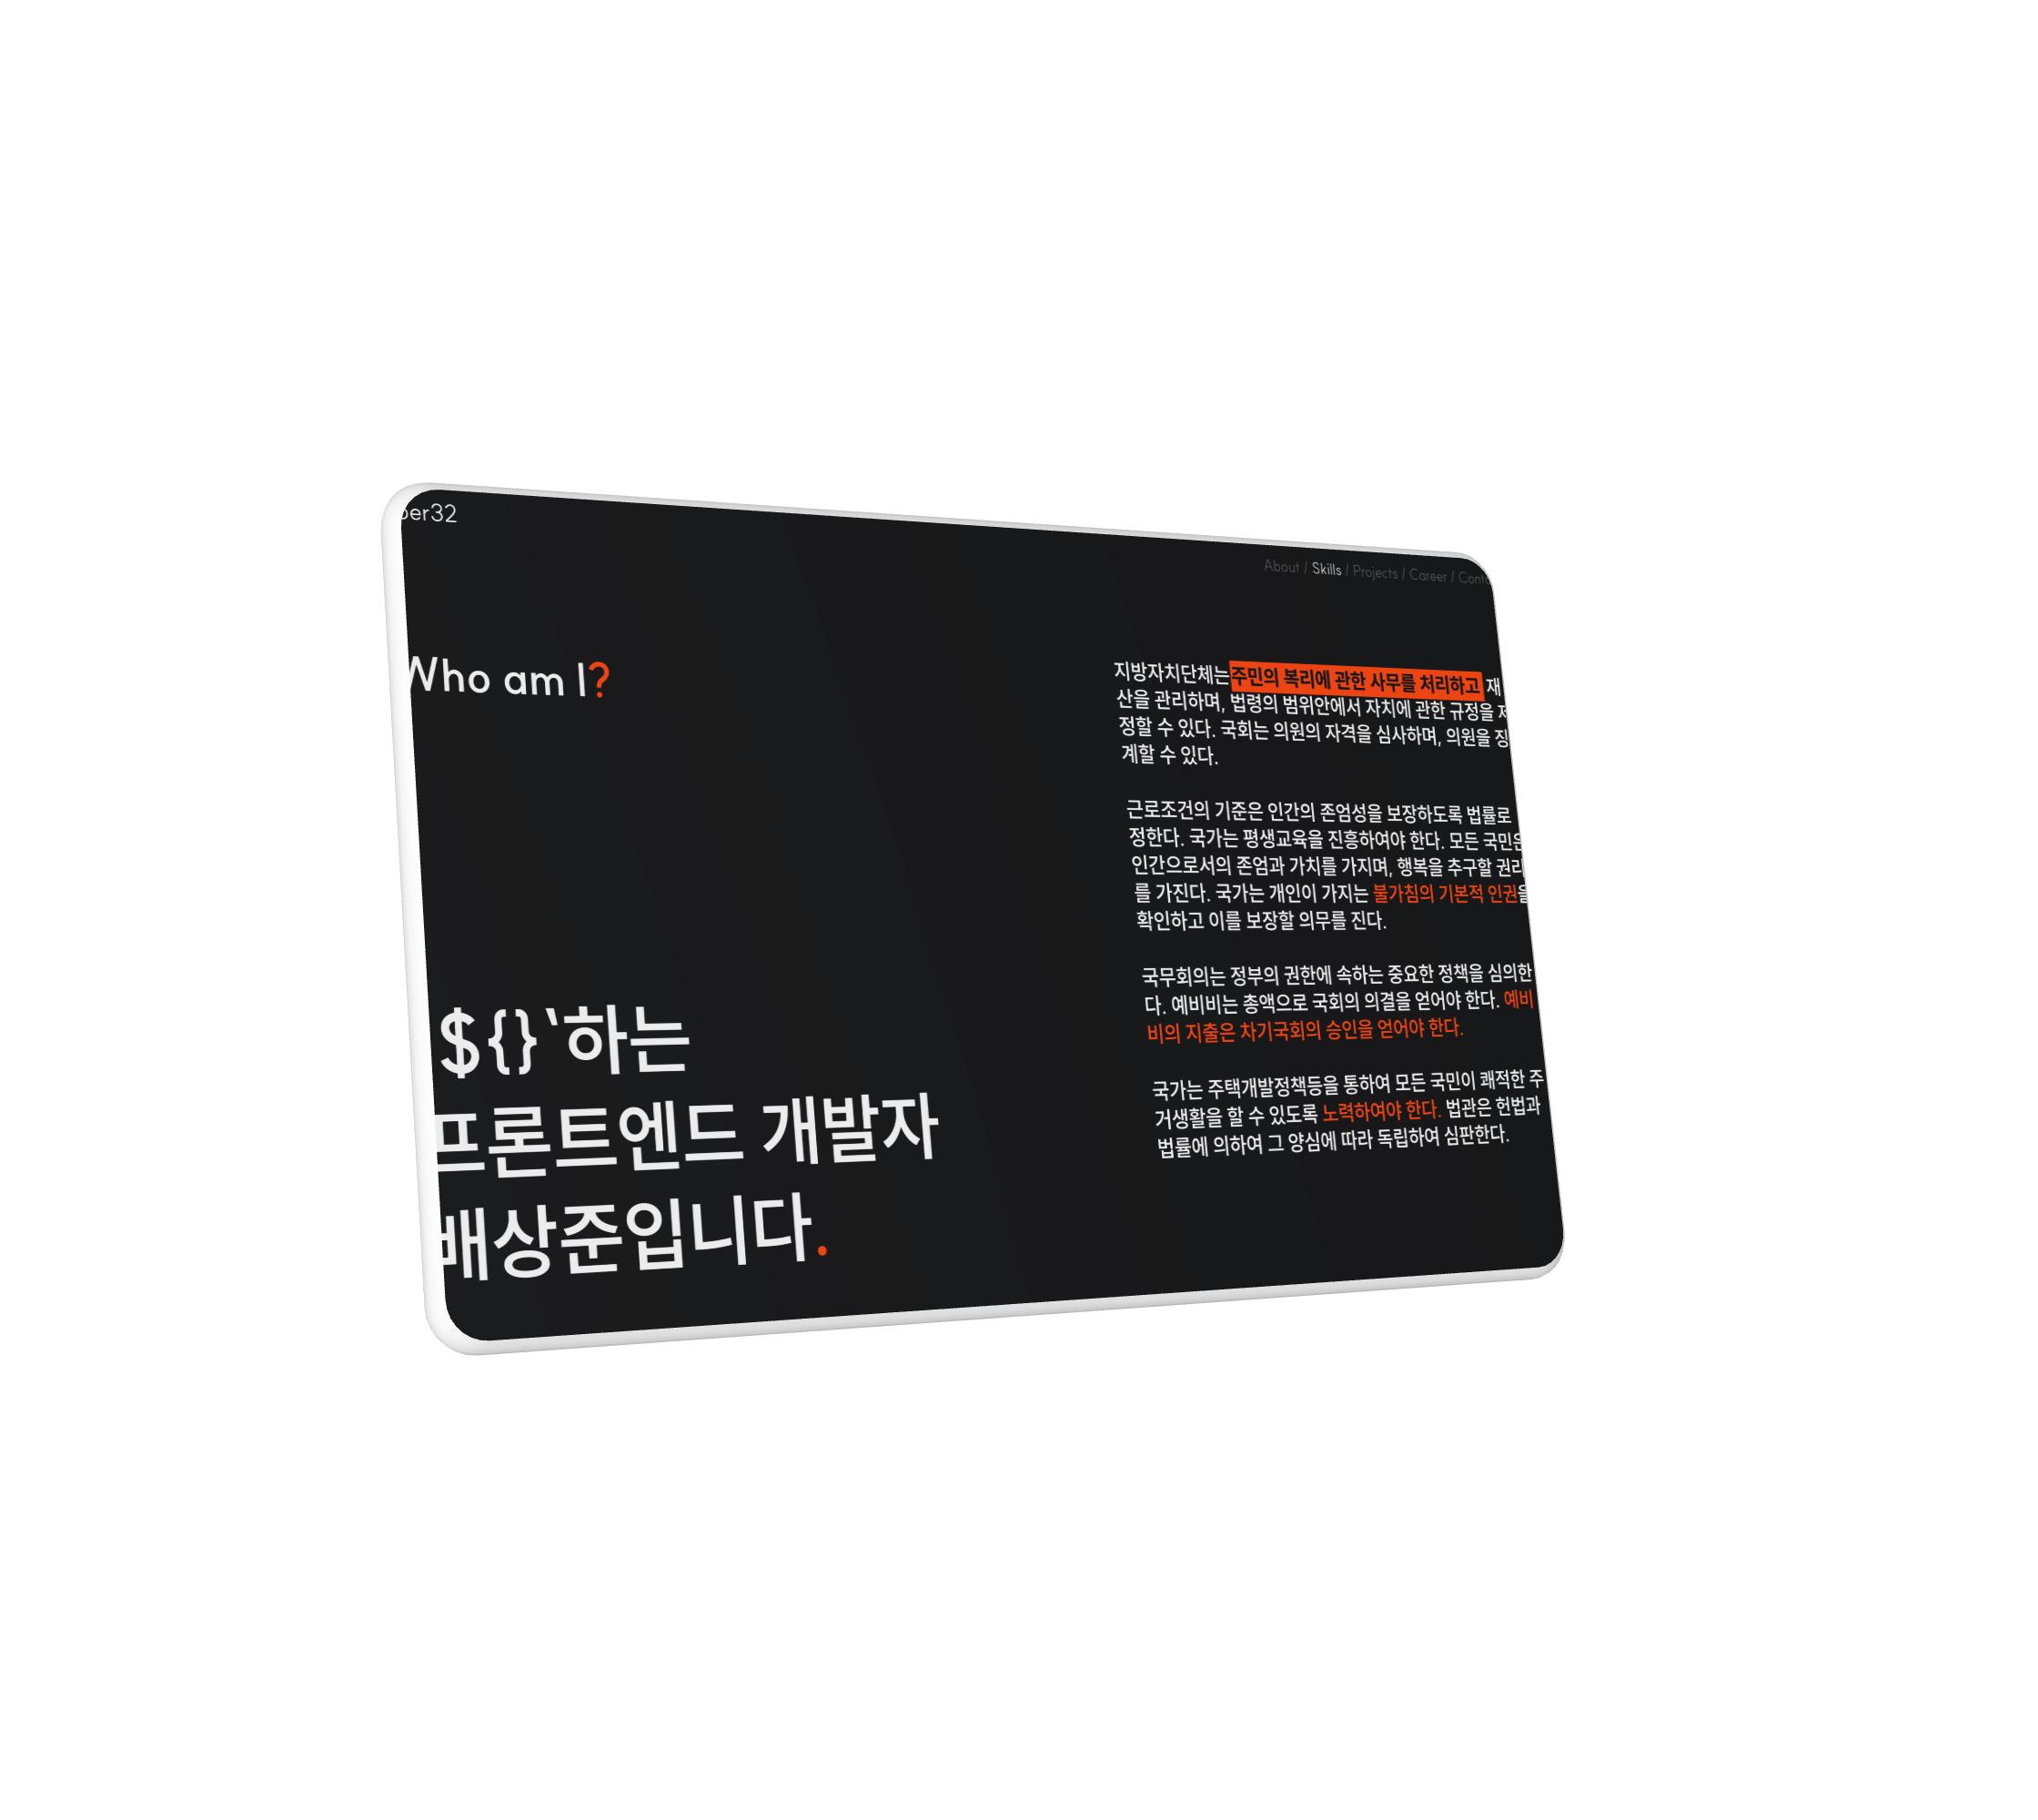 per32
About / Skills / Projects / Career / Conta
Who am I?
지방자치단체는 주민의 복리에 관한 사무를 처리하고 재
산을 관리하며, 법령의 범위안에서 자치에 관한 규정을 제
정할 수 있다. 국회는 의원의 자격을 심사하며, 의원을 징
계할 수 있다.
근로조건의 기준은 인간의 존엄성을 보장하도록 법률로
정한다. 국가는 평생교육을 진흥하여야 한다. 모든 국민은
인간으로서의 존엄과 가치를 가지며, 행복을 추구할 권리
를 가진다. 국가는 개인이 가지는 불가침의 기본적 인권을
확인하고 이를 보장할 의무를 진다.
국무회의는 정부의 권한에 속하는 중요한 정책을 심의한
다. 예비비는 총액으로 국회의 의결을 얻어야 한다. 예비
비의 지출은 차기국회의 승인을 얻어야 한다.
국가는 주택개발정책등을 통하여 모든 국민이 쾌적한 주
거생활을 할 수 있도록 노력하여야 한다. 법관은 헌법과
법률에 의하여 그 양심에 따라 독립하여 심판한다.
${}`하는
프론트엔드 개발자
배상준입니다.